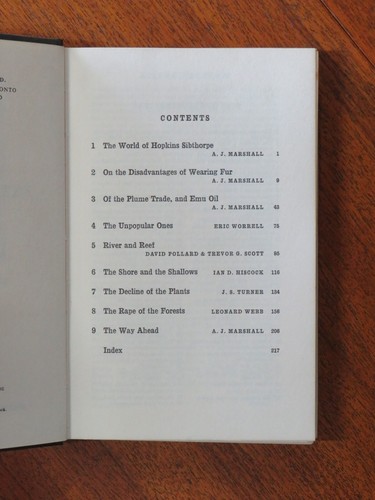 D.
ONTO
CONTENTS
1 The World of Hopkins Sibthorpe
A. J. MARSHALL 1
2 On the Disadvantages of Wearing Fur
A. J. MARSHALL 9
3 Of the Plume Trade, and Emu Oil
A. J. MARSHALL 43
4 The Unpopular Ones ERIC WORRELL 75
5 River and Reef
DAVID POLLARD & TREVOR G. SCOTT 95
6 The Shore and the Shallows IAN D. HISCOCK 116
7 The Decline of the Plants J. S. TURNER 134
8 The Rape of the Forests LEONARD WEBB 156
9 The Way Ahead A. J. MARSHALL 206
Index 217